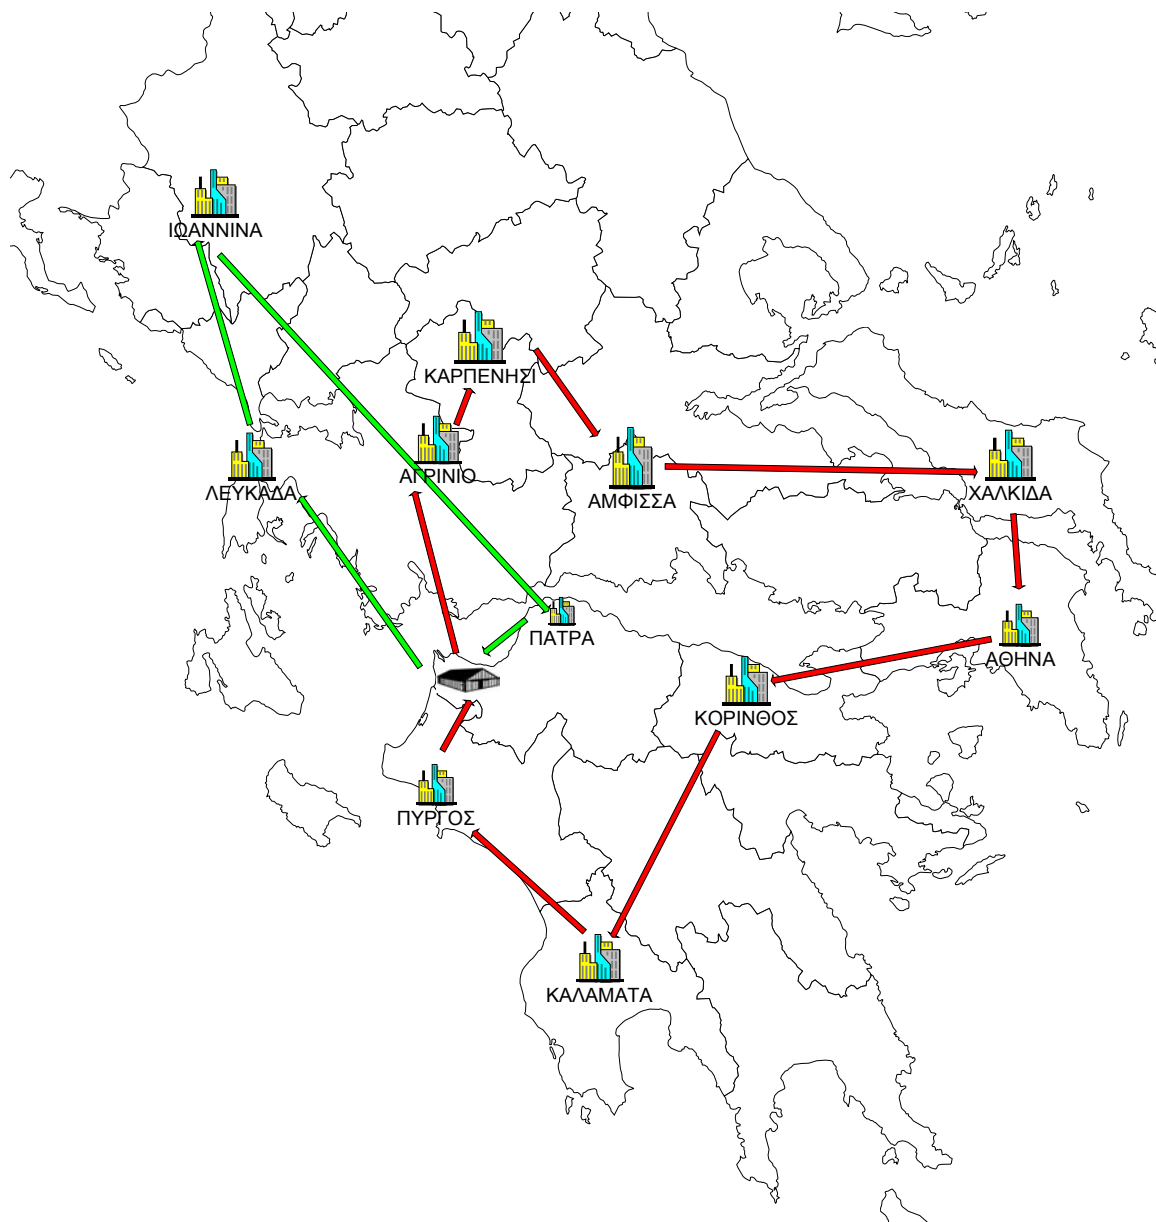 ΙΩΑΝΝΙΝΑ
ΚΑΡΠΕΝΗΣΙ
ΑΓΡΙΝΙΟ
ΛΕΥΚΑΔΑ
ΑΜΦΙΣΣΑ
ΧΑΛΚΙΔΑ
ΠΑΤΡΑ
ΑΘΗΝΑ
ΚΟΡΙΝΘΟΣ
ΠΥΡΓΟΣ
ΚΑΛΑΜΑΤΑ